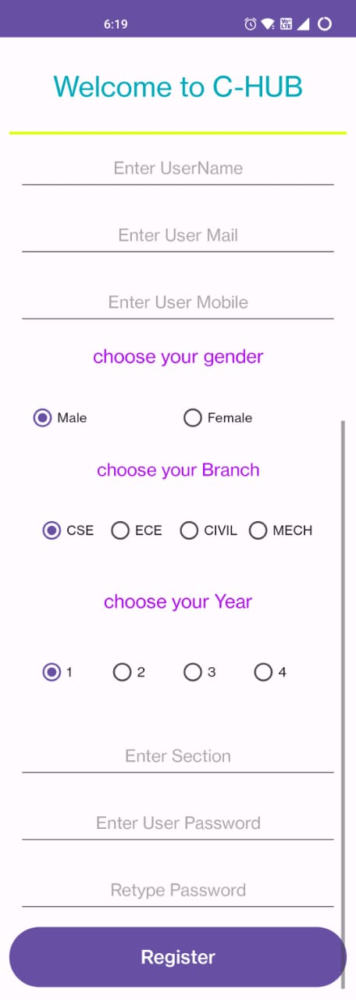 6:19
Welcome to C-HUB
Enter UserName
Enter User Mail
Enter User Mobile
choose your gender
Male Female
choose your Branch
CSE ECE CIVIL MECH
choose your Year
1 2 3 4
Enter Section
Enter User Password
Retype Password
Register